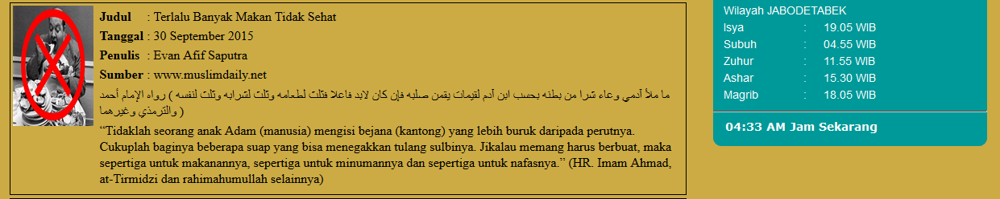 Judul : Terlalu Banyak Makan Tidak Sehat
Tanggal : 30 September 2015
Penulis : Evan Afif Saputra
Sumber : www.muslimdaily.net
ما ملأ آدمي وعاء شرا من بطنه بحسب ابن آدم لقيمات يقمن صلبه فإن كان لابد فاعلا فثلث لطعامه وثلث لشرابه وثلث لنفسه ( رواه الإمام أحمد
والترمذي وغيرهما )
“Tidaklah seorang anak Adam (manusia) mengisi bejana (kantong) yang lebih buruk daripada perutnya.
Cukuplah baginya beberapa suap yang bisa menegakkan tulang sulbinya. Jikalau memang harus berbuat, maka
sepertiga untuk makanannya, sepertiga untuk minumannya dan sepertiga untuk nafasnya.” (HR. Imam Ahmad,
at-Tirmidzi dan rahimahumullah selainnya)
Wilayah JABODETABEK
Isya : 19.05 WIB
Subuh : 04.55 WIB
Zuhur : 11.55 WIB
Ashar : 15.30 WIB
Magrib : 18.05 WIB
04:33 AM Jam Sekarang